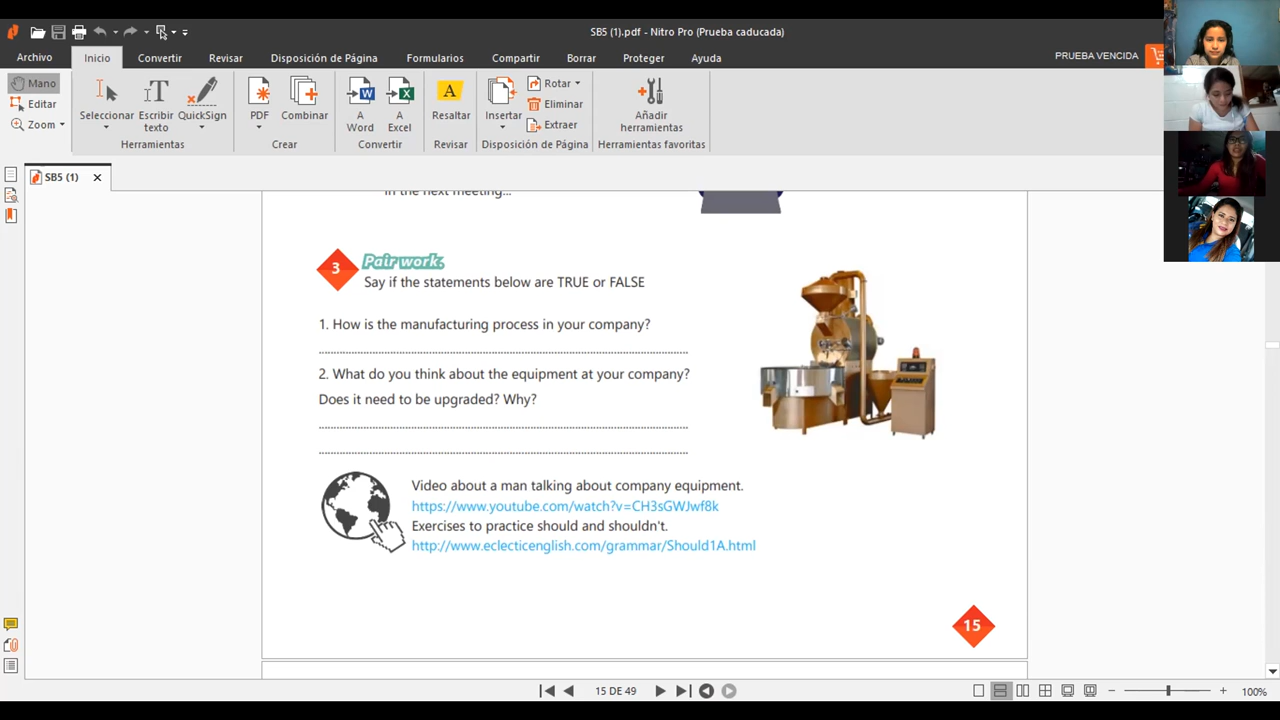 SB5 (1).pdf - Nitro Pro (Prueba caducada)
Archivo Inicio Convertir Revisar Disposición de Página Formularios Compartir Borrar Proteger Ayuda PRUEBA VENCIDA
Mano
Editar
Zoom
Seleccionar
Escribir texto
QuickSign
Herramientas
PDF
Combinar
Crear
A Word
A Excel
Convertir
Resaltar
Revisar
Insertar
Rotar
Eliminar
Extraer
Disposición de Página
Añadir herramientas
Herramientas favoritas
SB5 (1)
In the next meeting...
3 Pair work.
Say if the statements below are TRUE or FALSE
1. How is the manufacturing process in your company?
2. What do you think about the equipment at your company?
Does it need to be upgraded? Why?
Video about a man talking about company equipment.
https://www.youtube.com/watch?v=CH3sGWJwf8k
Exercises to practice should and shouldn't.
http://www.eclecticenglish.com/grammar/Should1A.html
15
15 DE 49
100%